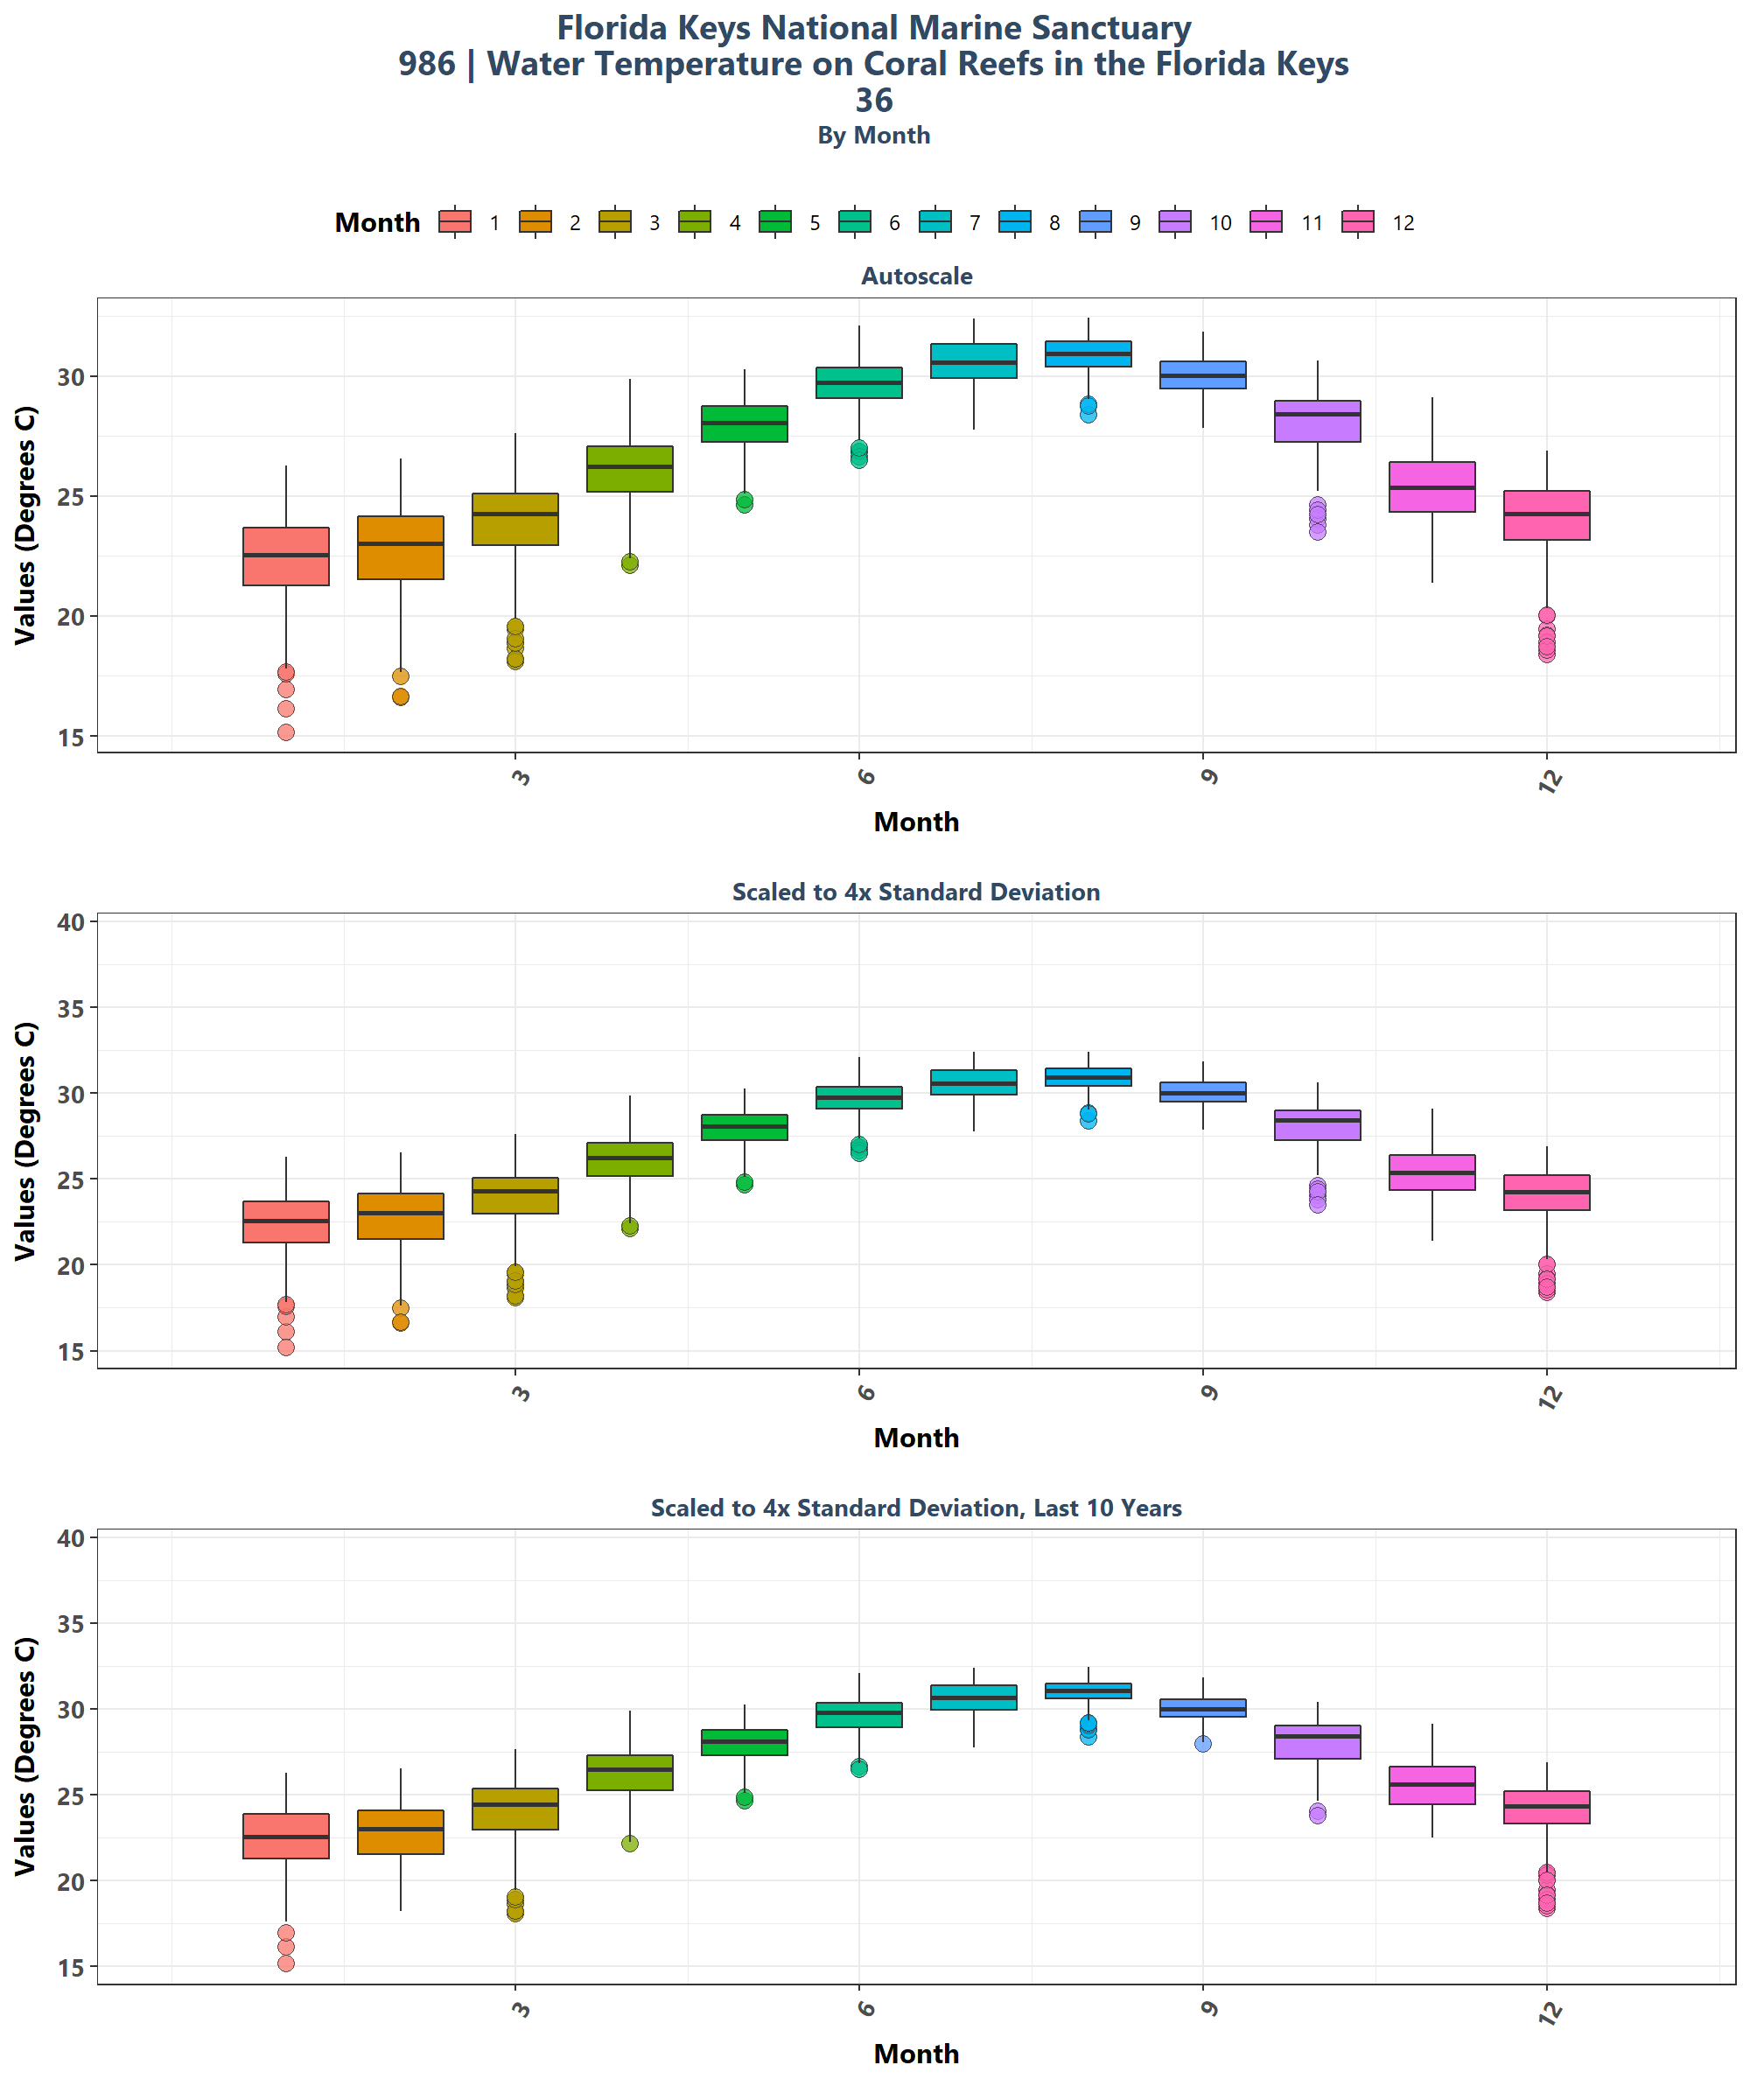 Florida Keys National Marine Sanctuary
986 | Water Temperature on Coral Reefs in the Florida Keys
36
By Month
Month 1 2 3 4 5 6 7 8 9 10 11 12
Autoscale
Values (Degrees C)
30
25
20
15
3 6 9 12
Month
Scaled to 4x Standard Deviation
Values (Degrees C)
40
35
30
25
20
15
3 6 9 12
Month
Scaled to 4x Standard Deviation, Last 10 Years
Values (Degrees C)
40
35
30
25
20
15
3 6 9 12
Month